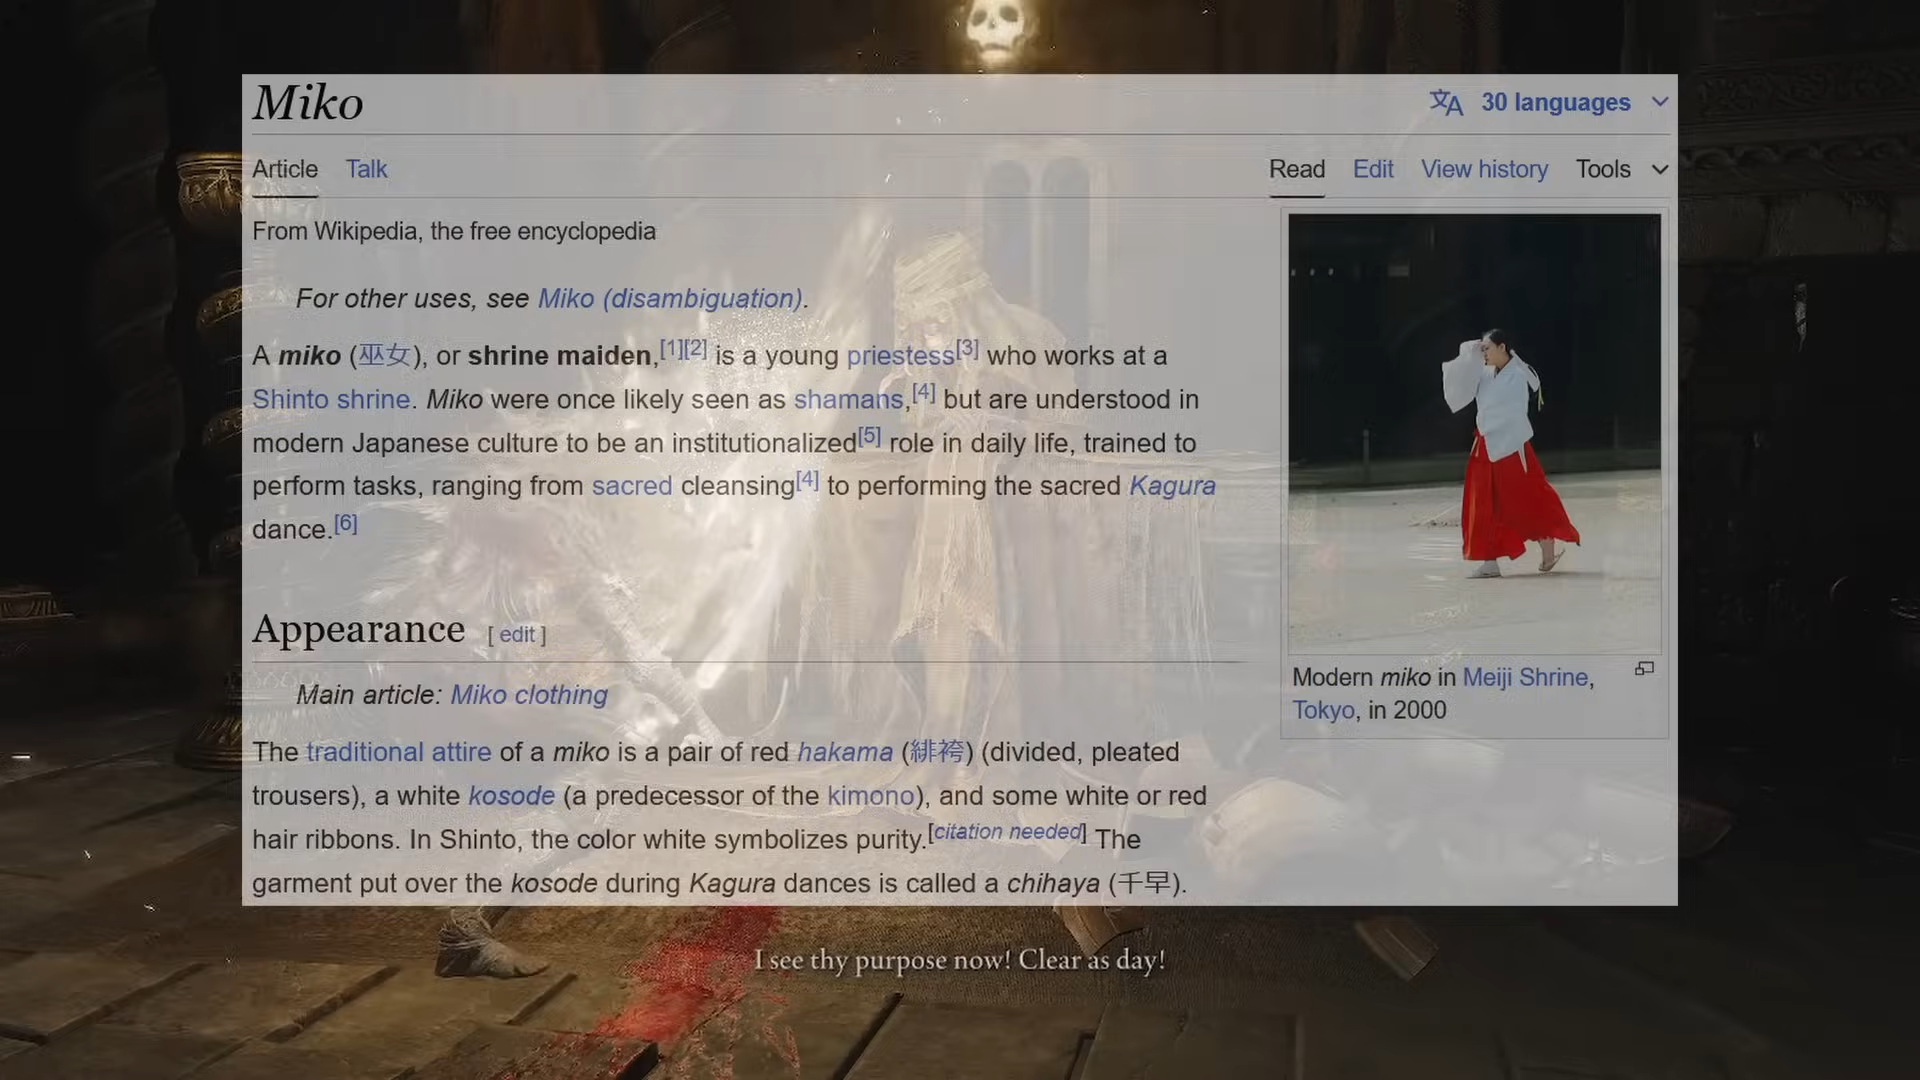 Miko
30 languages
Article Talk
Read Edit View history Tools
From Wikipedia, the free encyclopedia
For other uses, see Miko (disambiguation).
A miko (巫女), or shrine maiden,[1][2] is a young priestess[3] who works at a
Shinto shrine. Miko were once likely seen as shamans,[4] but are understood in
modern Japanese culture to be an institutionalized[5] role in daily life, trained to
perform tasks, ranging from sacred cleansing[4] to performing the sacred Kagura
dance.[6]
Modern miko in Meiji Shrine,
Tokyo, in 2000
Appearance [ edit ]
Main article: Miko clothing
The traditional attire of a miko is a pair of red hakama (緋袴) (divided, pleated
trousers), a white kosode (a predecessor of the kimono), and some white or red
hair ribbons. In Shinto, the color white symbolizes purity.[citation needed] The
garment put over the kosode during Kagura dances is called a chihaya (千早).
I see thy purpose now! Clear as day!